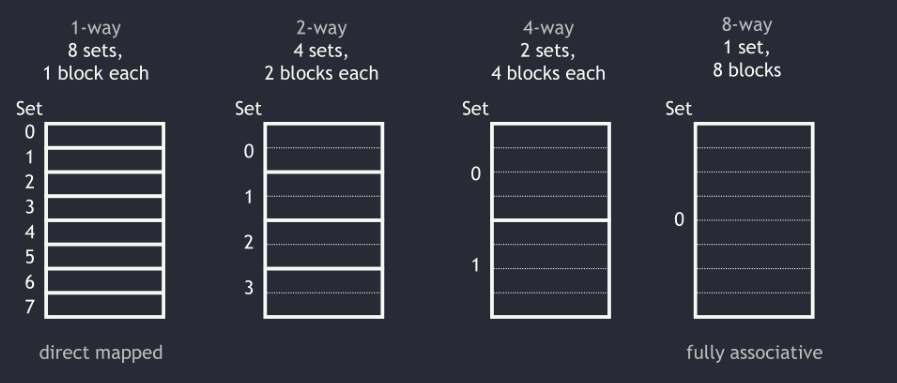 1-way
8 sets,
1 block each
Set
0
1
2
3
4
5
6
7
direct mapped
2-way
4 sets,
2 blocks each
Set
0
1
2
3
4-way
2 sets,
4 blocks each
Set
0
1
8-way
1 set,
8 blocks
Set
0
fully associative